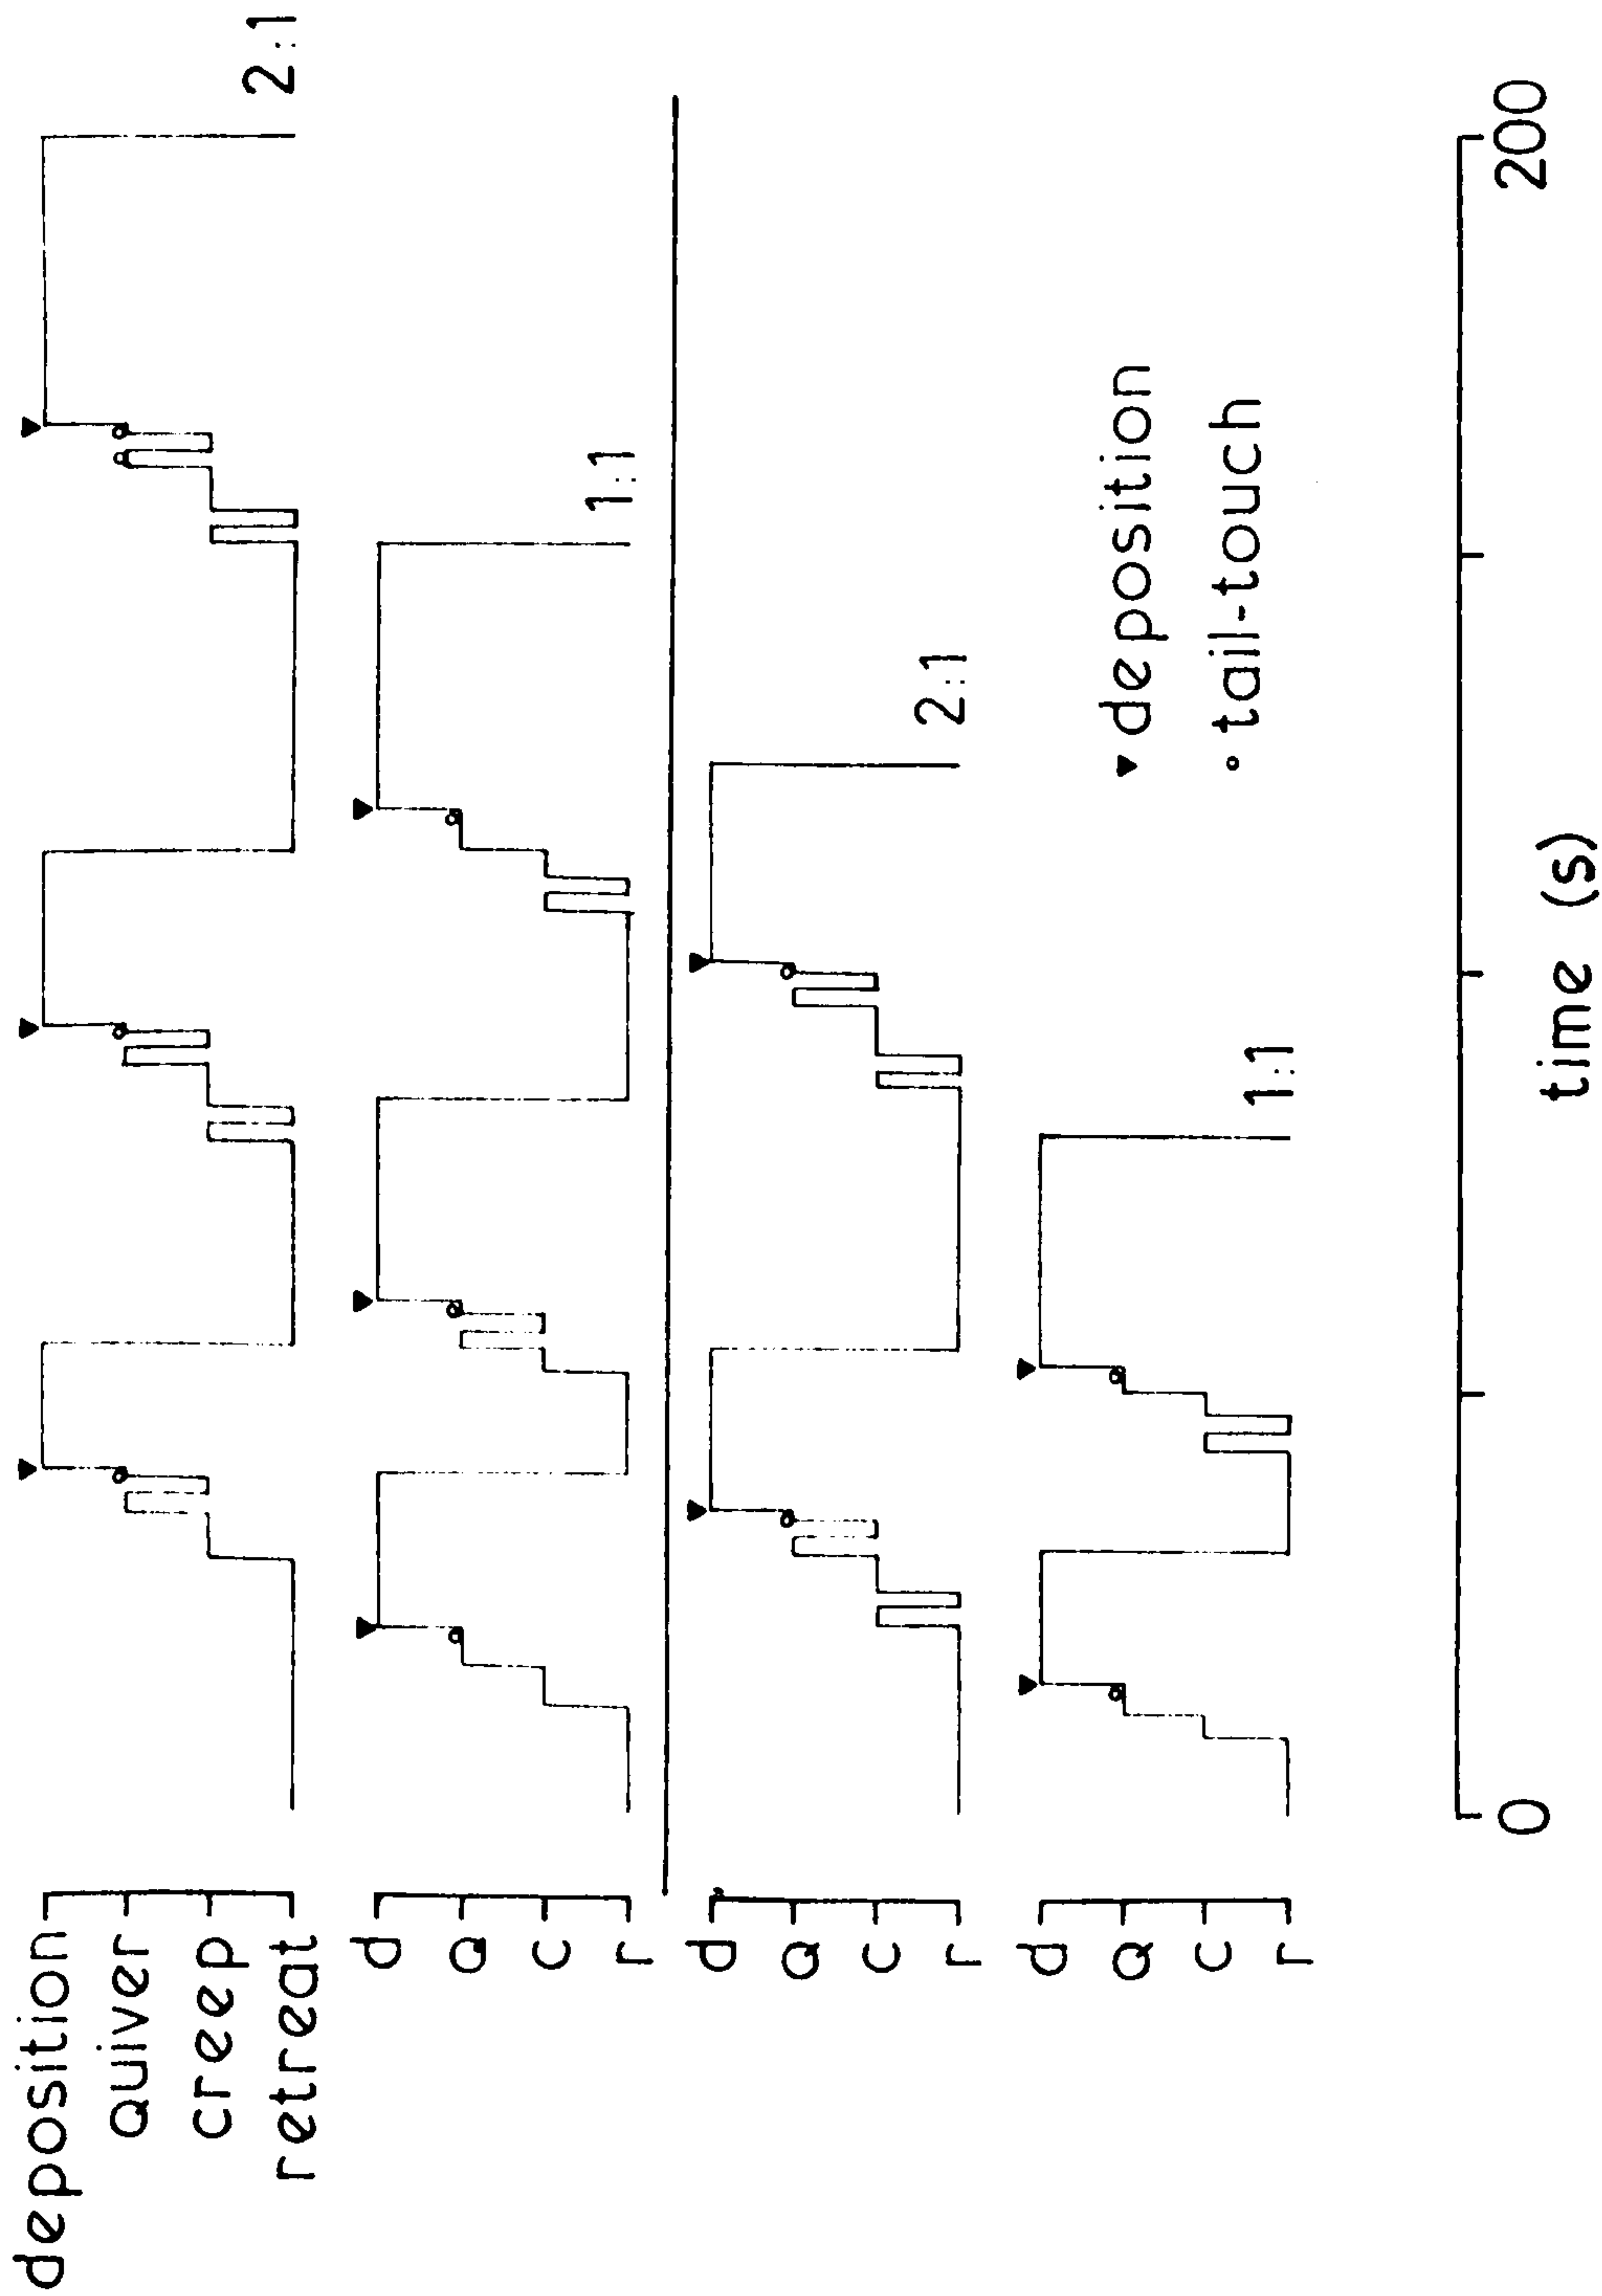 deposition
quiver
creep
retreat
2:1
d
Q
c
r
1:1
d
Q
c
r
2:1
d
Q
c
r
1:1
▼ deposition
o tail-touch
0
200
time (s)